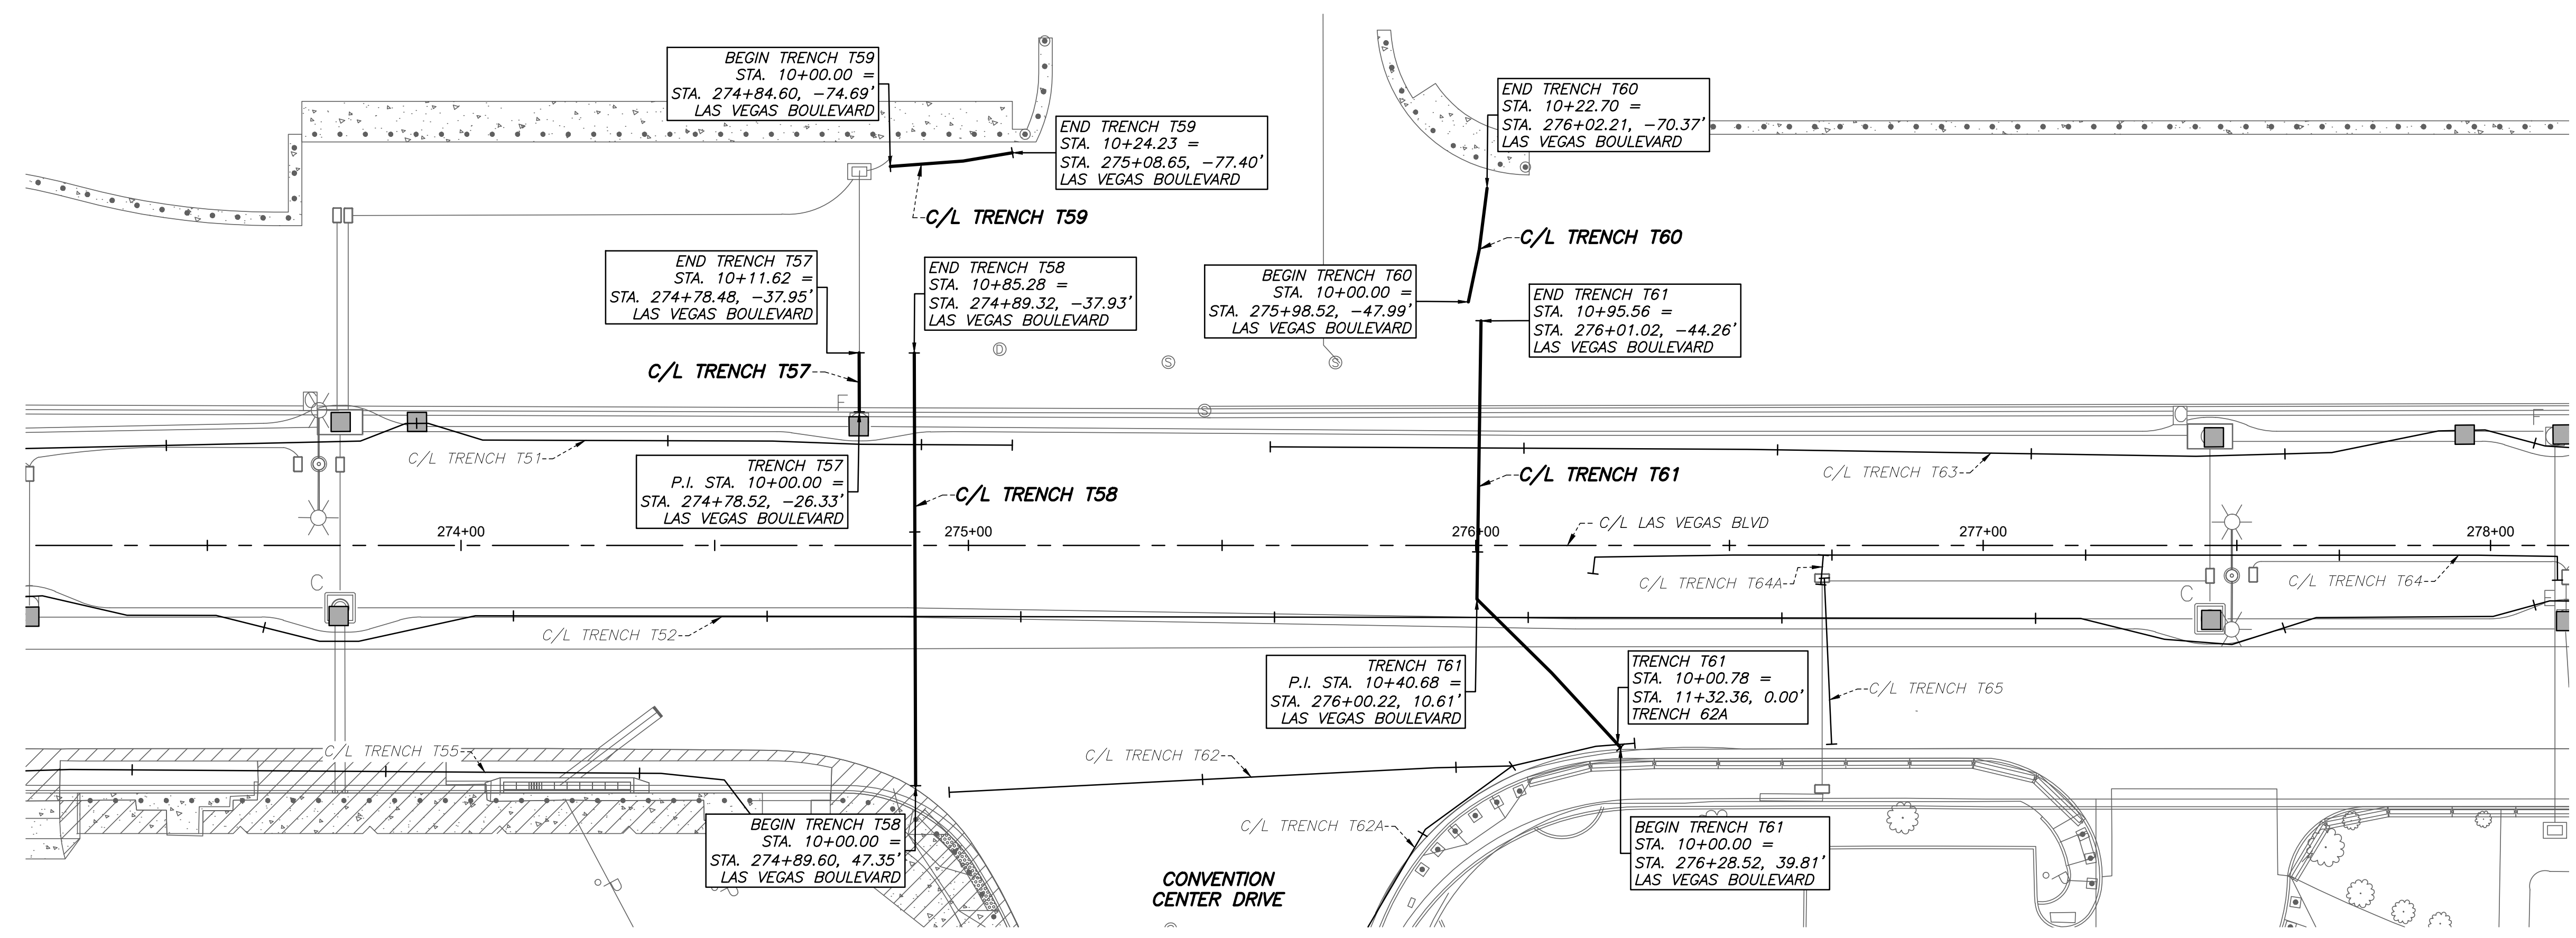 BEGIN TRENCH T59
STA. 10+00.00 =
STA. 274+84.60, −74.69'
LAS VEGAS BOULEVARD
END TRENCH T59
STA. 10+24.23 =
STA. 275+08.65, −77.40'
LAS VEGAS BOULEVARD
C/L TRENCH T59
END TRENCH T60
STA. 10+22.70 =
STA. 276+02.21, −70.37'
LAS VEGAS BOULEVARD
C/L TRENCH T60
END TRENCH T57
STA. 10+11.62 =
STA. 274+78.48, −37.95'
LAS VEGAS BOULEVARD
END TRENCH T58
STA. 10+85.28 =
STA. 274+89.32, −37.93'
LAS VEGAS BOULEVARD
BEGIN TRENCH T60
STA. 10+00.00 =
STA. 275+98.52, −47.99'
LAS VEGAS BOULEVARD
END TRENCH T61
STA. 10+95.56 =
STA. 276+01.02, −44.26'
LAS VEGAS BOULEVARD
D
S
S
S
C/L TRENCH T57
F
F
C/L TRENCH T51
C/L TRENCH T63
TRENCH T57
P.I. STA. 10+00.00 =
STA. 274+78.52, −26.33'
LAS VEGAS BOULEVARD
C/L TRENCH T58
C/L TRENCH T61
C/L LAS VEGAS BLVD
274+00
275+00
276+00
277+00
278+00
C
C/L TRENCH T64A
C/L TRENCH T64
C
F
C/L TRENCH T52
TRENCH T61
P.I. STA. 10+40.68 =
STA. 276+00.22, 10.61'
LAS VEGAS BOULEVARD
TRENCH T61
STA. 10+00.78 =
STA. 11+32.36, 0.00'
TRENCH 62A
C/L TRENCH T65
C/L TRENCH T55
C/L TRENCH T62
C/L TRENCH T62A
BEGIN TRENCH T58
STA. 10+00.00 =
STA. 274+89.60, 47.35'
LAS VEGAS BOULEVARD
BEGIN TRENCH T61
STA. 10+00.00 =
STA. 276+28.52, 39.81'
LAS VEGAS BOULEVARD
CONVENTION
CENTER DRIVE